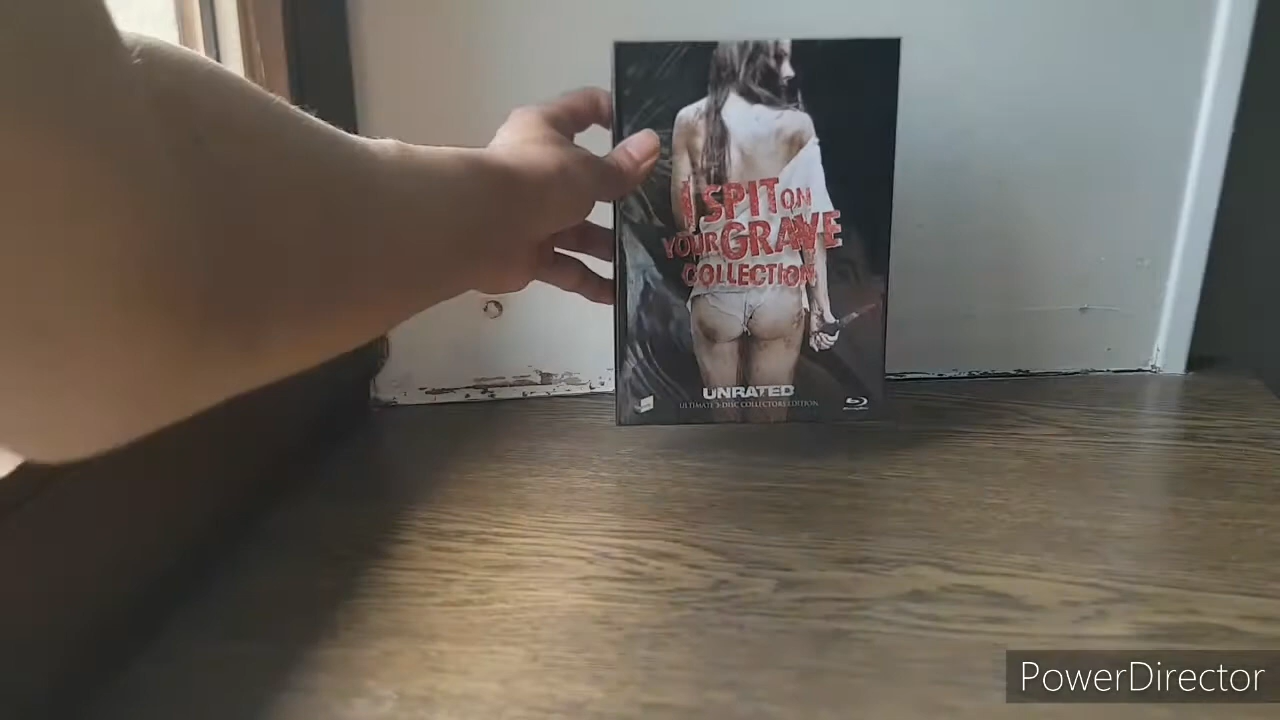 I SPIT ON
YOUR GRAVE
COLLECTION
UNRATED
ULTIMATE 3-DISC COLLECTORS EDITION
PowerDirector